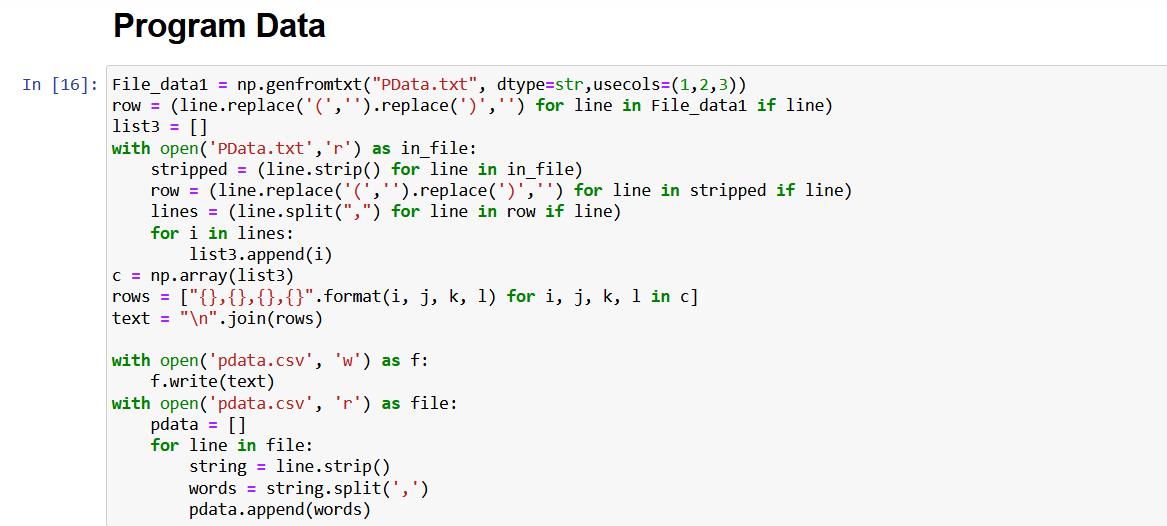 Program Data
In [16]: File_data1 = np.genfromtxt("PData.txt", dtype=str,usecols=(1,2,3))
row = (line.replace('(','').replace(')','') for line in File_data1 if line)
list3 = []
with open('PData.txt','r') as in_file:
    stripped = (line.strip() for line in in_file)
    row = (line.replace('(','').replace(')','') for line in stripped if line)
    lines = (line.split(",") for line in row if line)
    for i in lines:
        list3.append(i)
c = np.array(list3)
rows = ["{},{},{},{}".format(i, j, k, l) for i, j, k, l in c]
text = "\n".join(rows)

with open('pdata.csv', 'w') as f:
    f.write(text)
with open('pdata.csv', 'r') as file:
    pdata = []
    for line in file:
        string = line.strip()
        words = string.split(',')
        pdata.append(words)